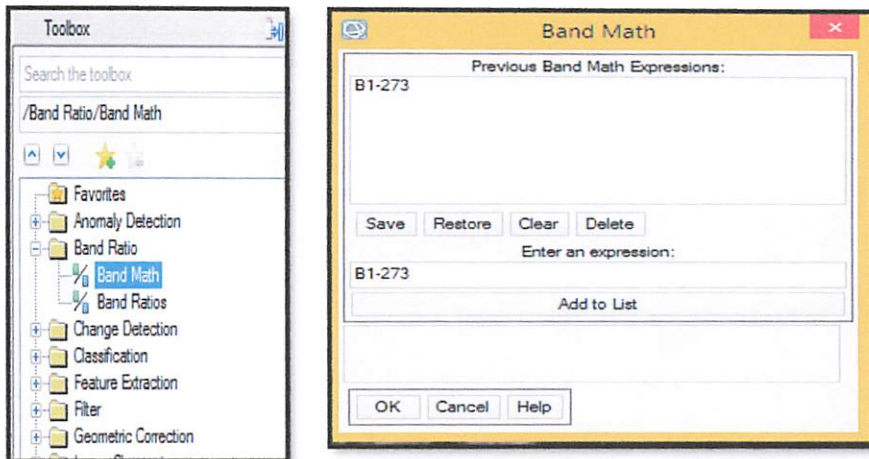 Toolbox
Search the toolbox
/Band Ratio/Band Math
Favorites
Anomaly Detection
Band Ratio
Band Math
Band Ratios
Change Detection
Classification
Feature Extraction
Filter
Geometric Correction
Band Math
Previous Band Math Expressions:
B1-273
Save Restore Clear Delete
Enter an expression:
B1-273
Add to List
OK Cancel Help